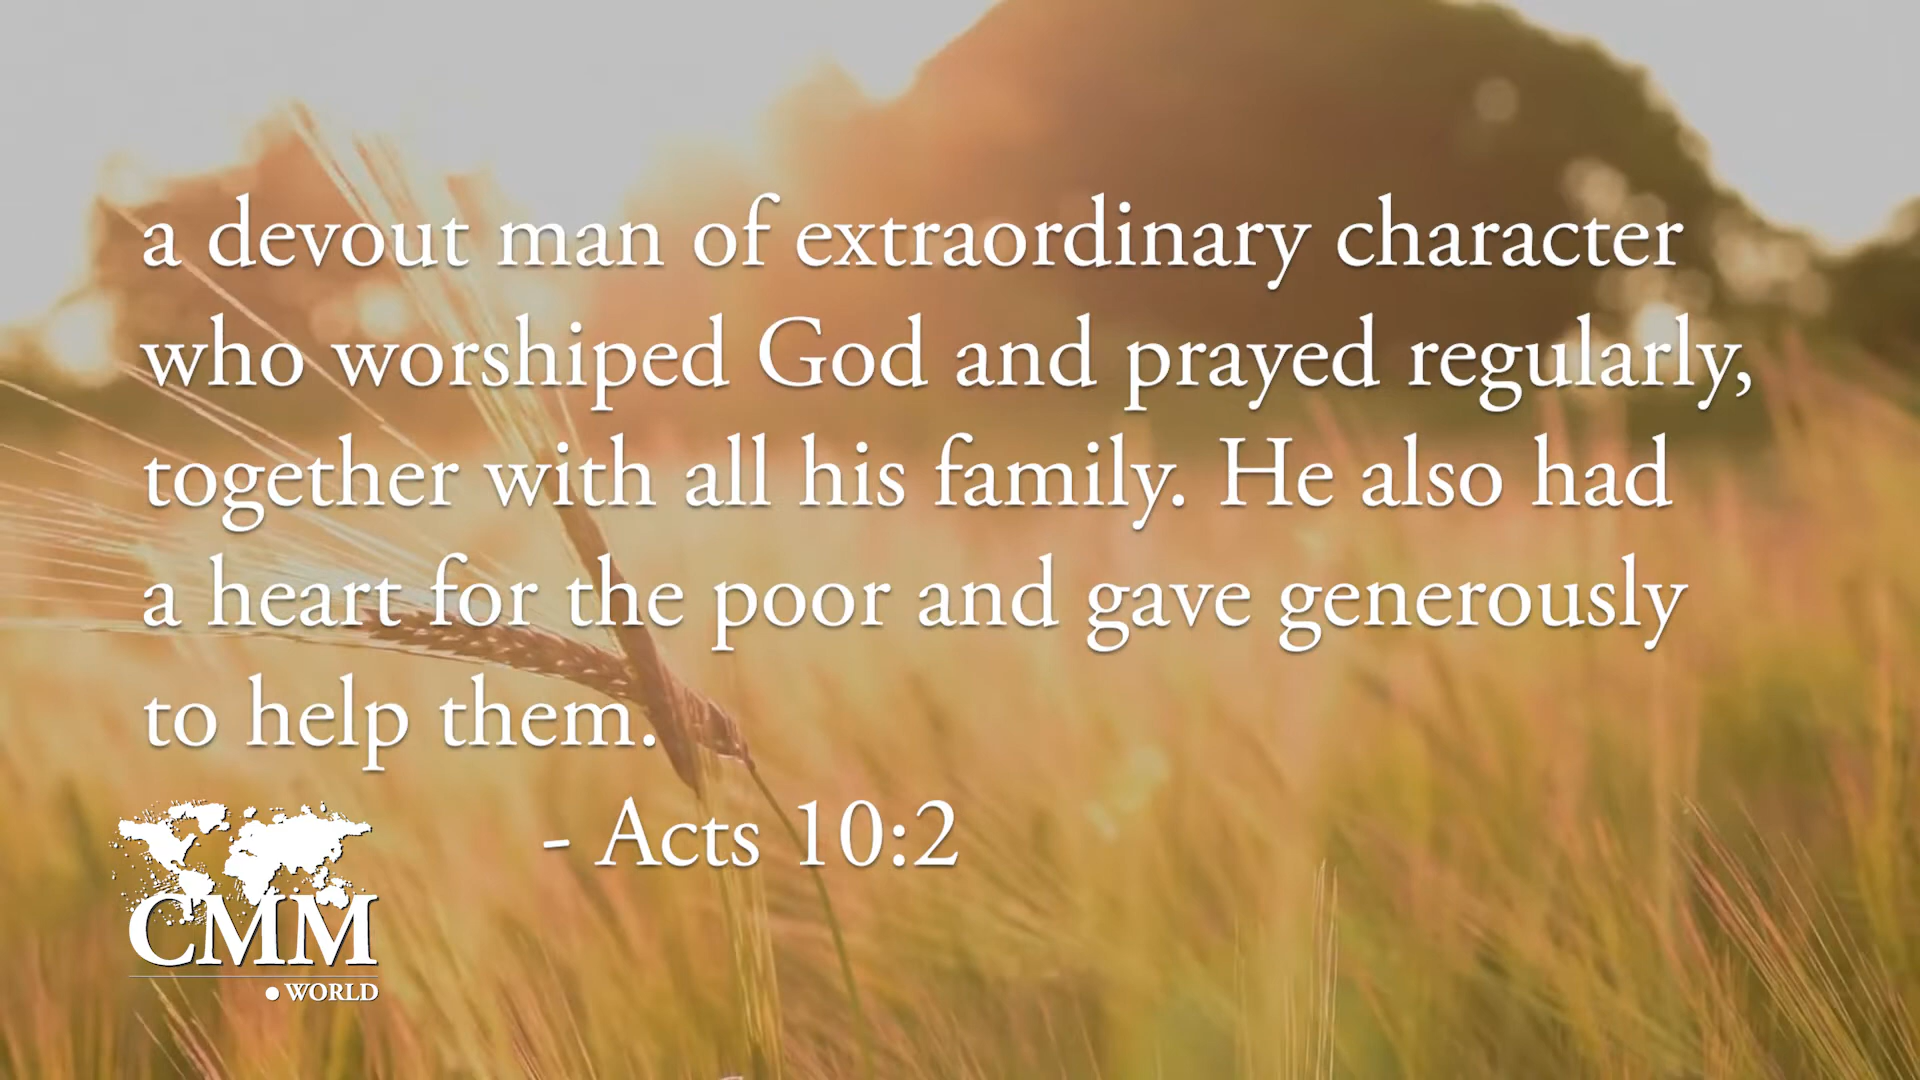 a devout man of extraordinary character
who worshiped God and prayed regularly,
together with all his family. He also had
a heart for the poor and gave generously
to help them.
- Acts 10:2
CMM
.WORLD